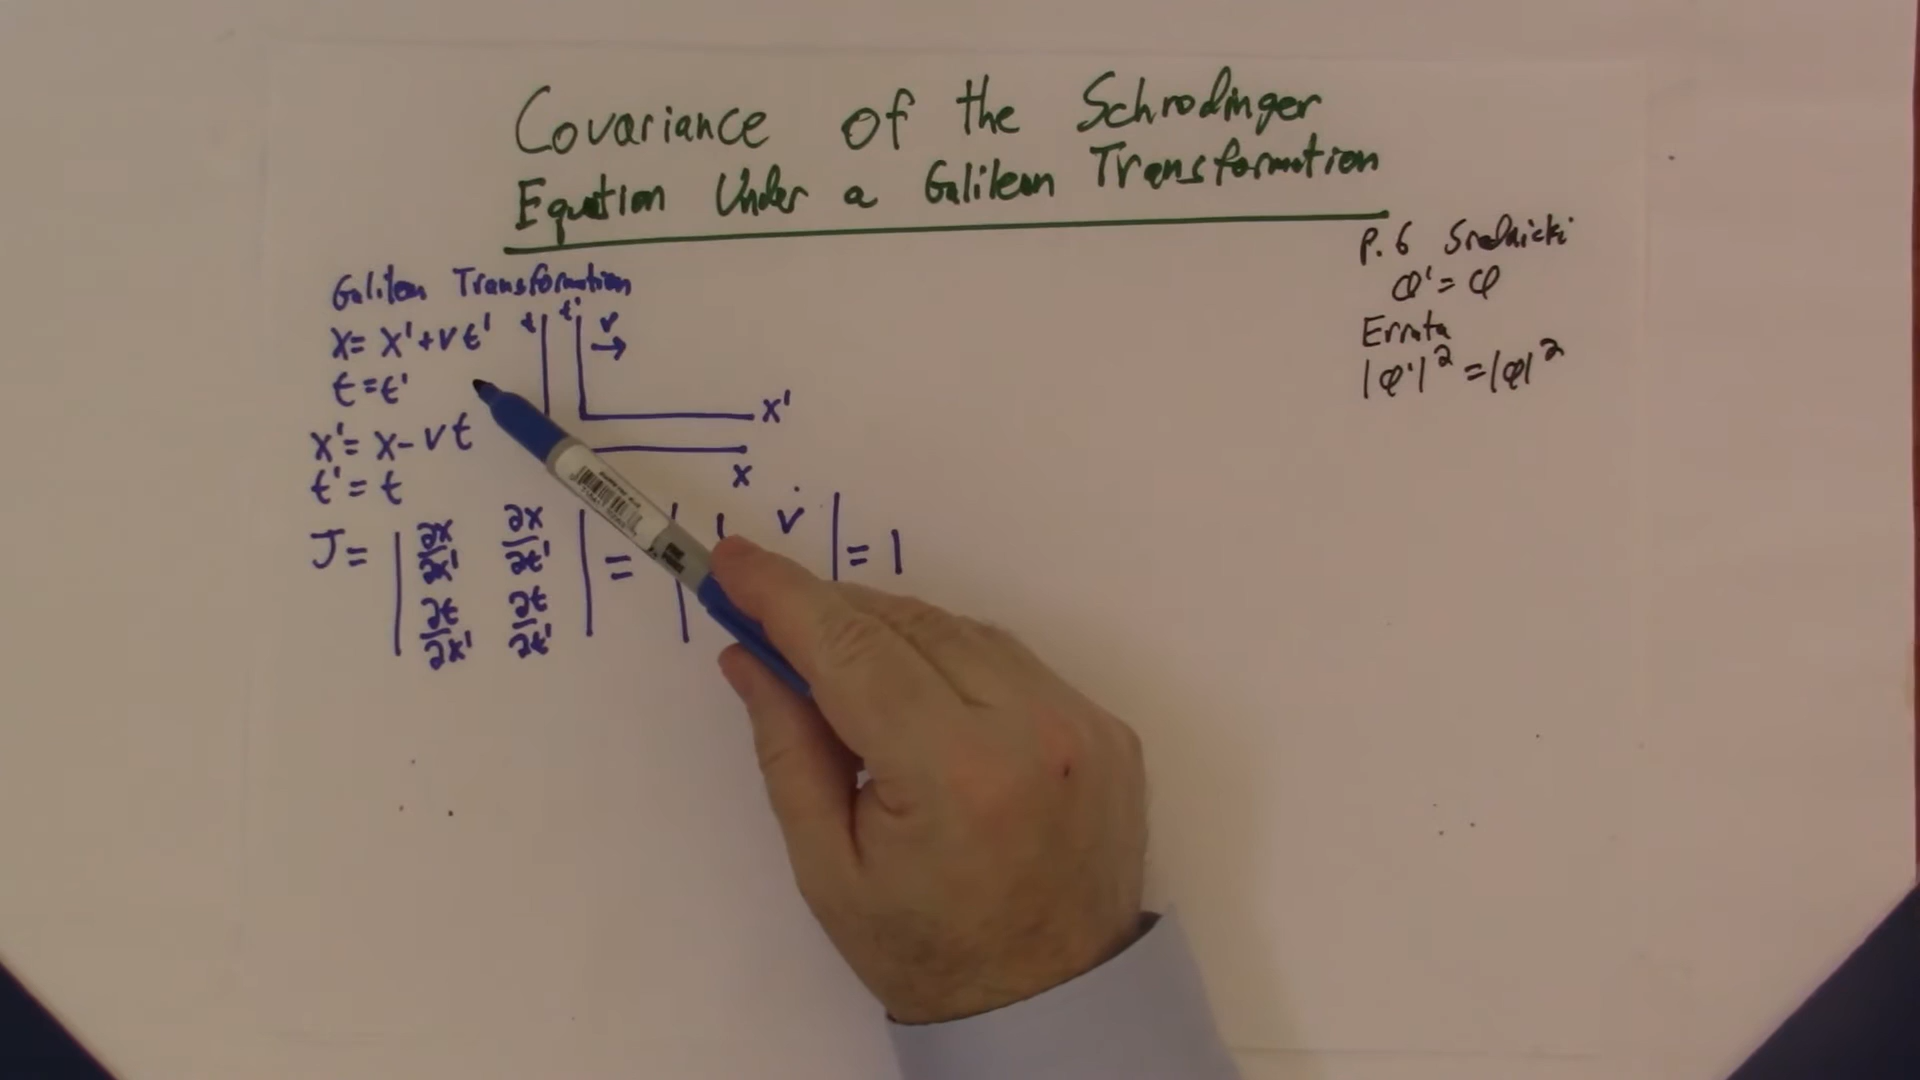 Covariance of the Schrodinger
Equation Under a Galilean Transformation
P. 6 Srednicki
φ' = φ
Errata
|φ'|² = |φ|²
Galilean Transformation
x = x' + vt'
t = t'
x' = x - vt
t' = t
t t' v →
x'
x
J = | ∂x/∂x' ∂x/∂t' | = | 1 v | = 1
∂t/∂x' ∂t/∂t'